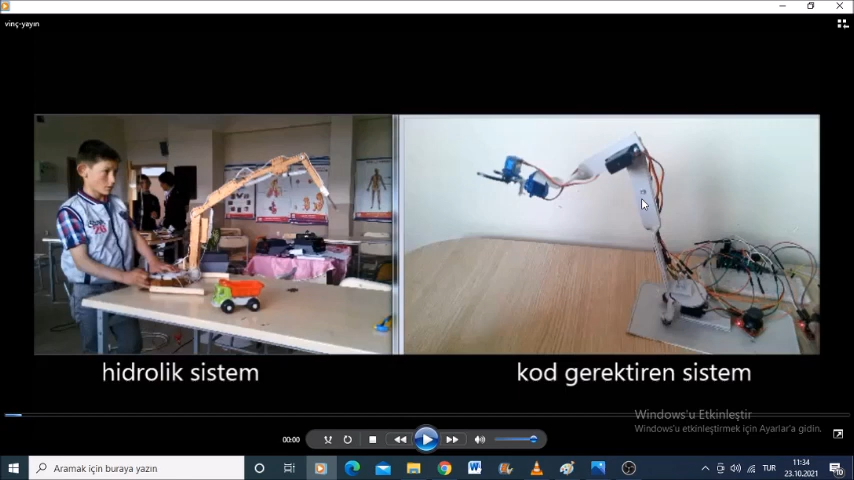 vinç-yayın
hidrolik sistem
kod gerektiren sistem
Windows'u Etkinleştir
Windows'u etkinleştirmek için Ayarlar'a gidin.
00:00
Aramak için buraya yazın
TUR
11:34
23.10.2021